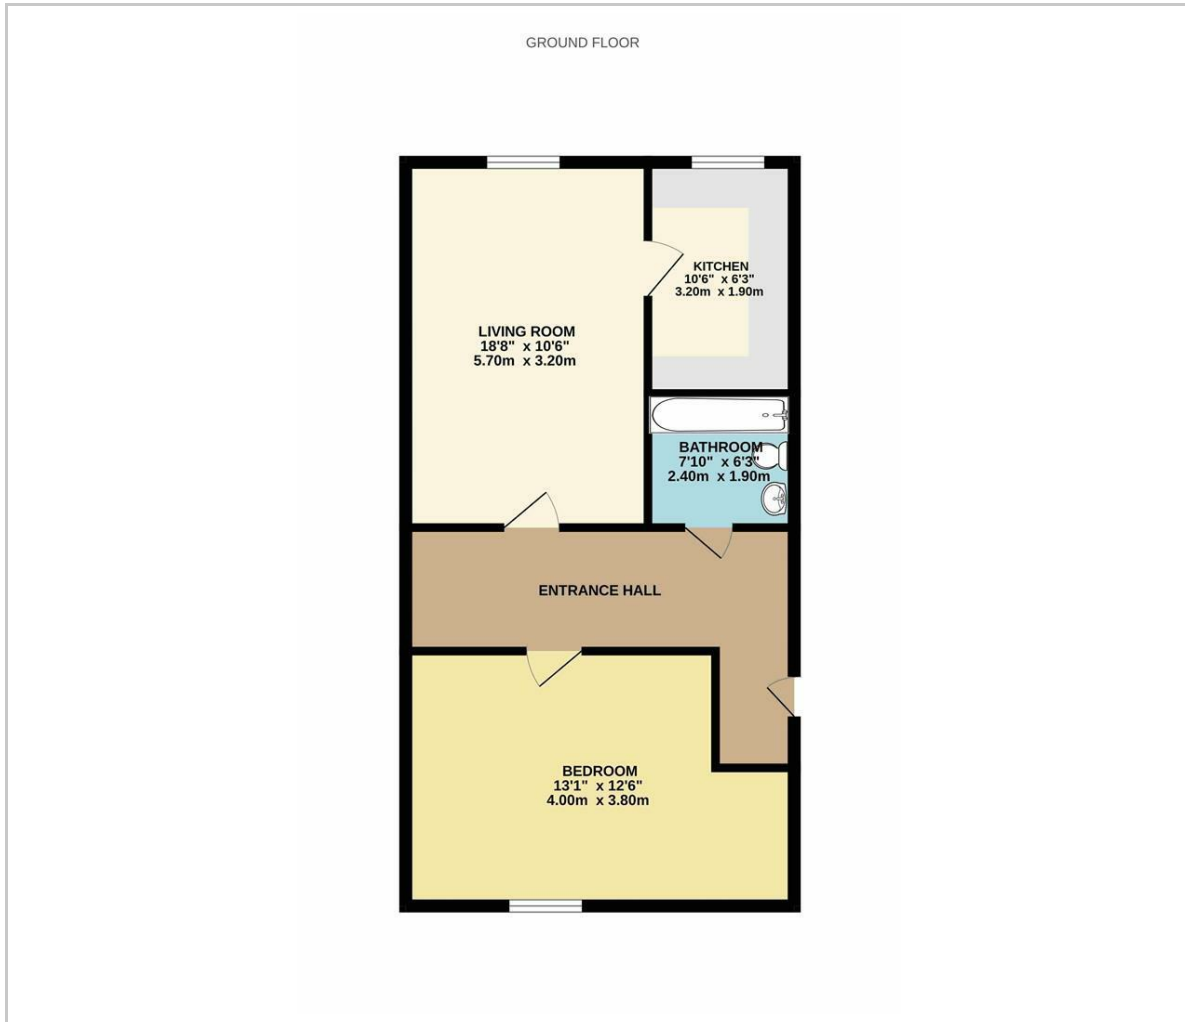 GROUND FLOOR
KITCHEN
10'6" x 6'3"
3.20m x 1.90m
LIVING ROOM
18'8" x 10'6"
5.70m x 3.20m
BATHROOM
7'10" x 6'3"
2.40m x 1.90m
ENTRANCE HALL
BEDROOM
13'1" x 12'6"
4.00m x 3.80m